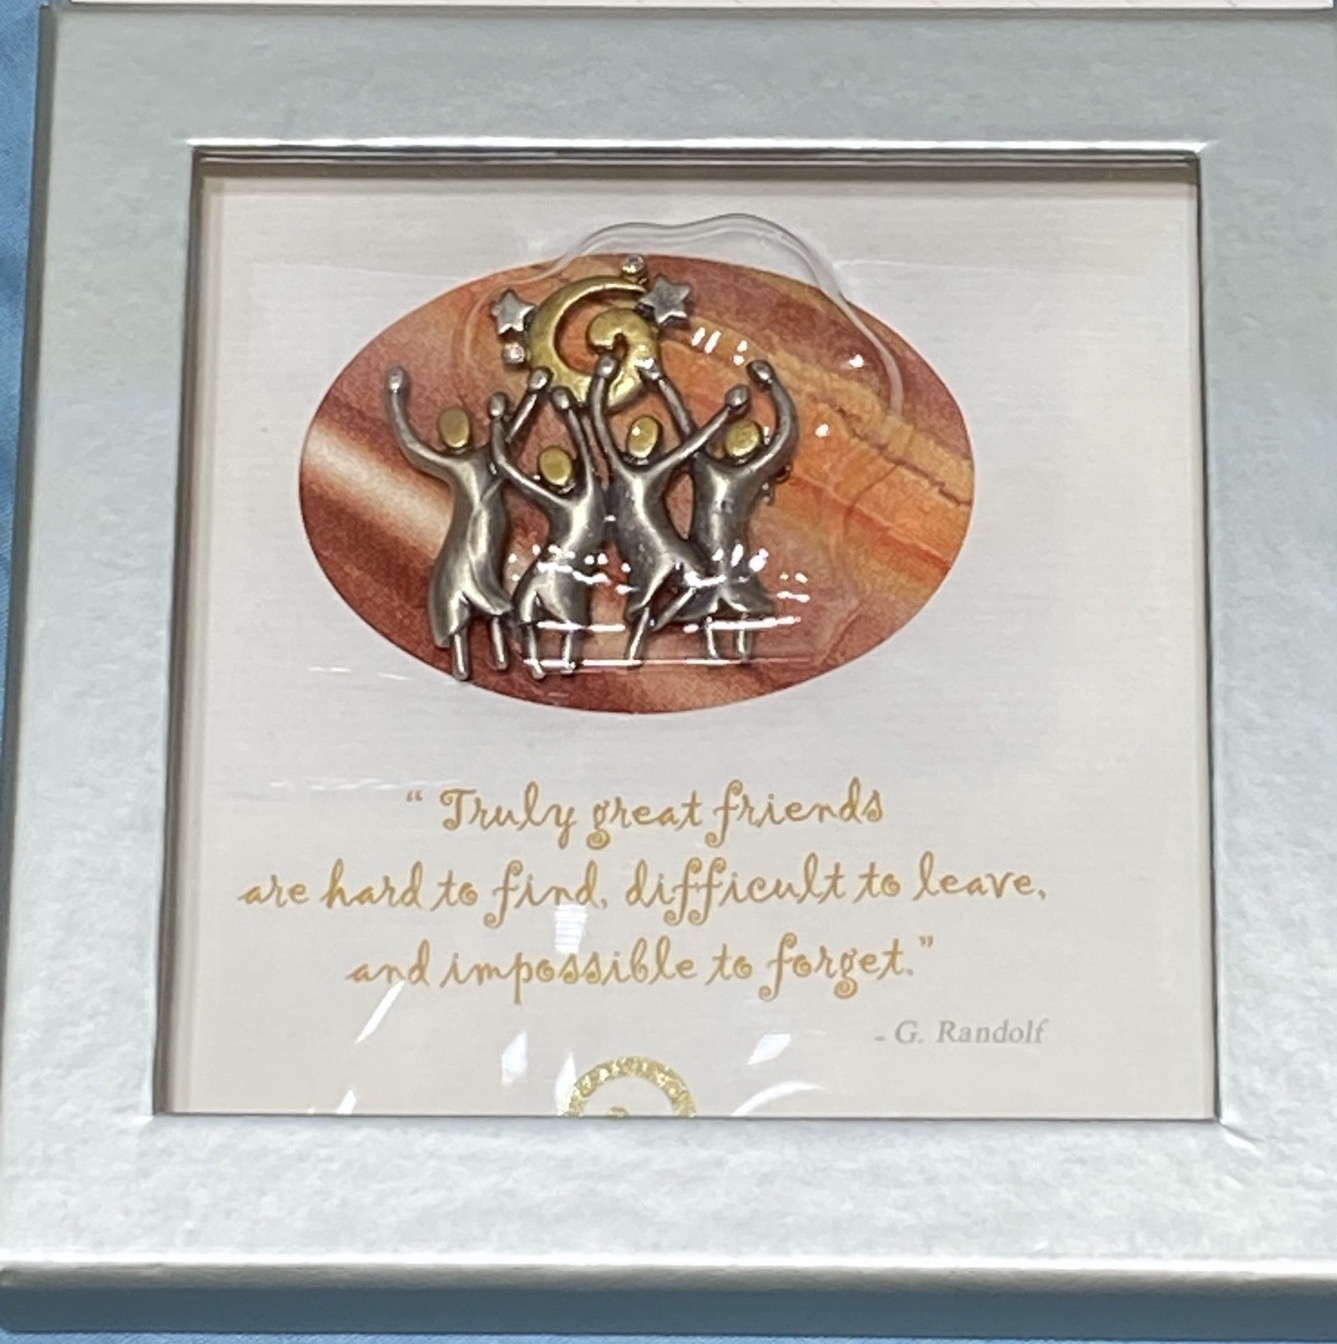 “Truly great friends
are hard to find, difficult to leave,
and impossible to forget.”
- G. Randolf